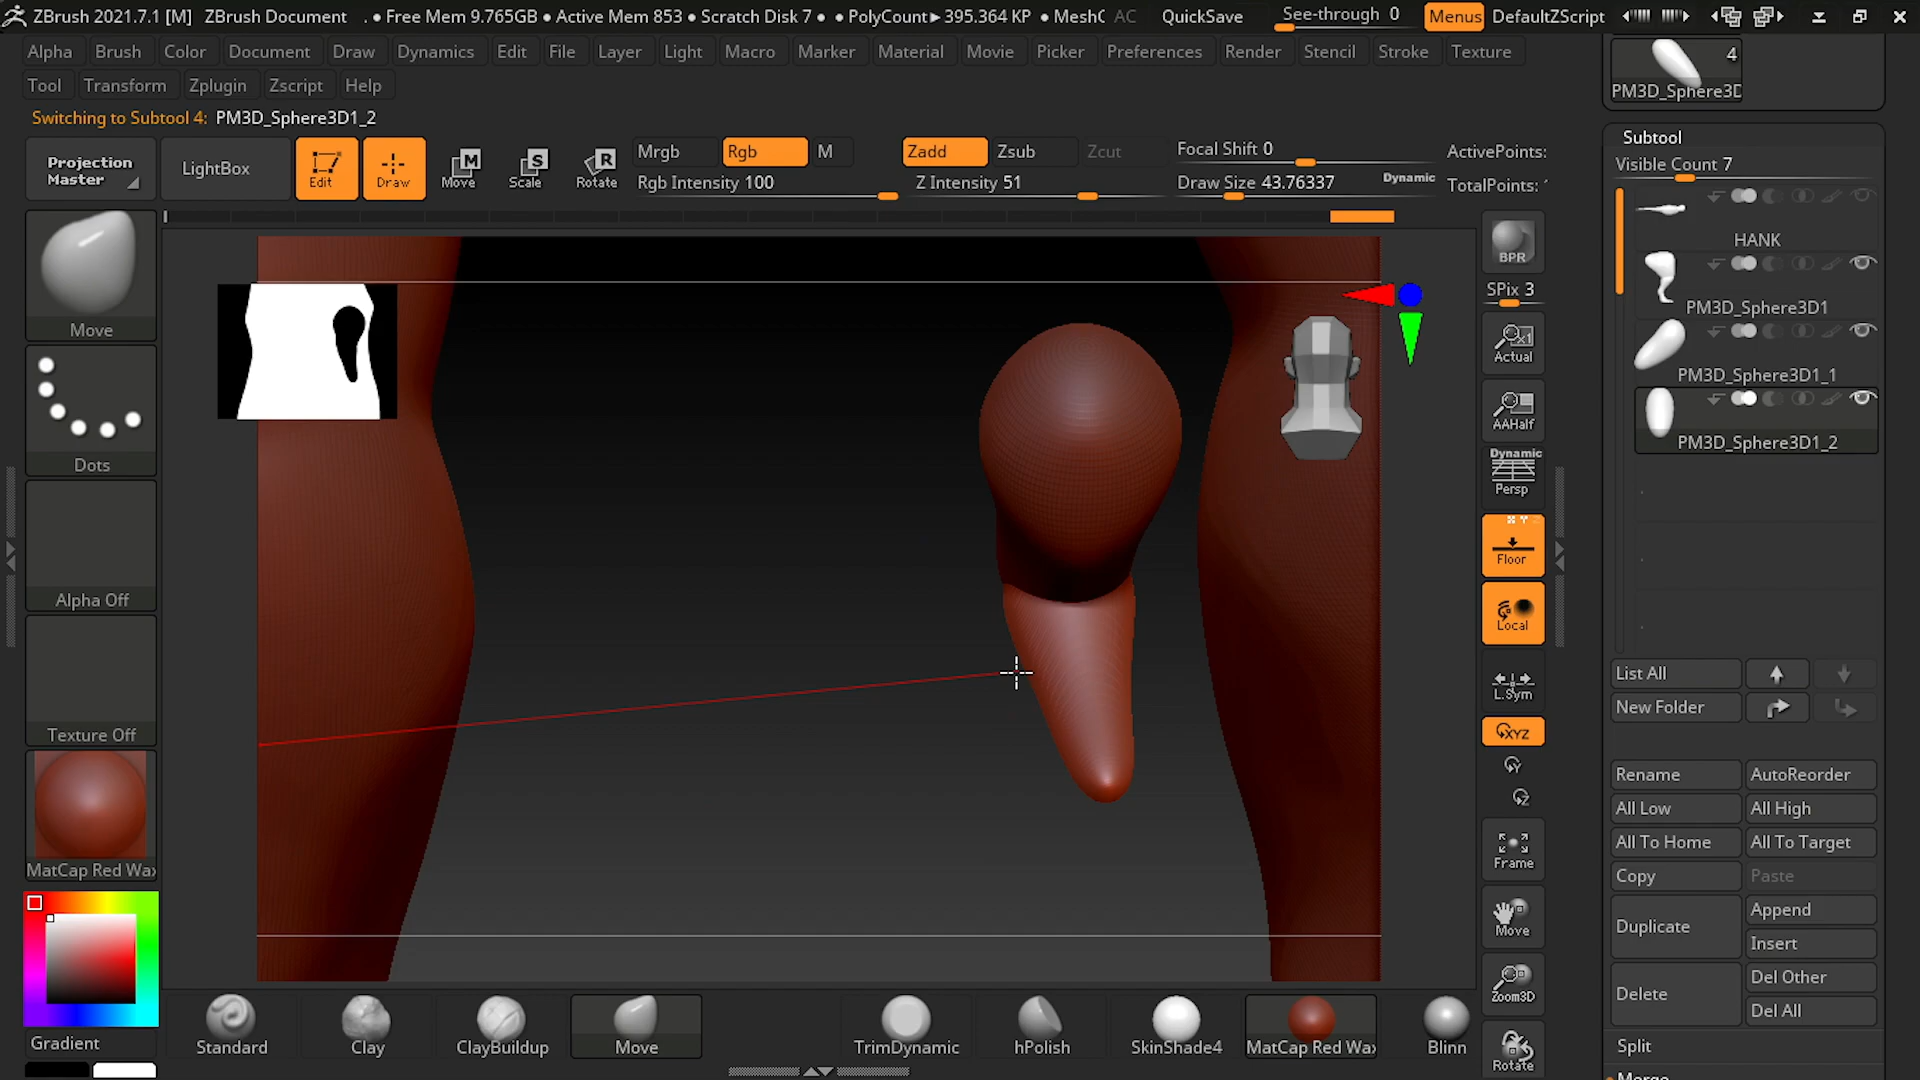 ZBrush 2021.7.1 [M] ZBrush Document . • Free Mem 9.765GB • Active Mem 853 • Scratch Disk 7 • • PolyCount▶ 395.364 KP • MeshC AC QuickSave See-through 0 Menus DefaultZScript
Alpha Brush Color Document Draw Dynamics Edit File Layer Light Macro Marker Material Movie Picker Preferences Render Stencil Stroke Texture
Tool Transform Zplugin Zscript Help
Switching to Subtool 4: PM3D_Sphere3D1_2
Projection
Master
LightBox
Edit
Draw
Move
Scale
Rotate
Mrgb Rgb M
Rgb Intensity 100
Zadd Zsub Zcut
Z Intensity 51
Focal Shift 0
Draw Size 43.76337 Dynamic
ActivePoints:
TotalPoints:
Move
Dots
Alpha Off
Texture Off
MatCap Red Wax
Gradient
BPR
SPix 3
Actual
AAHalf
Dynamic
Persp
Floor
Local
L.Sym
XYZ
Y
Z
Frame
Move
Zoom3D
Rotate
4
PM3D_Sphere3D
Subtool
Visible Count 7
HANK
PM3D_Sphere3D1
PM3D_Sphere3D1_1
PM3D_Sphere3D1_2
List All
New Folder
Rename AutoReorder
All Low All High
All To Home All To Target
Copy Paste
Duplicate Append
Insert
Delete Del Other
Del All
Split
Merge
Standard Clay ClayBuildup Move TrimDynamic hPolish SkinShade4 MatCap Red Wax Blinn